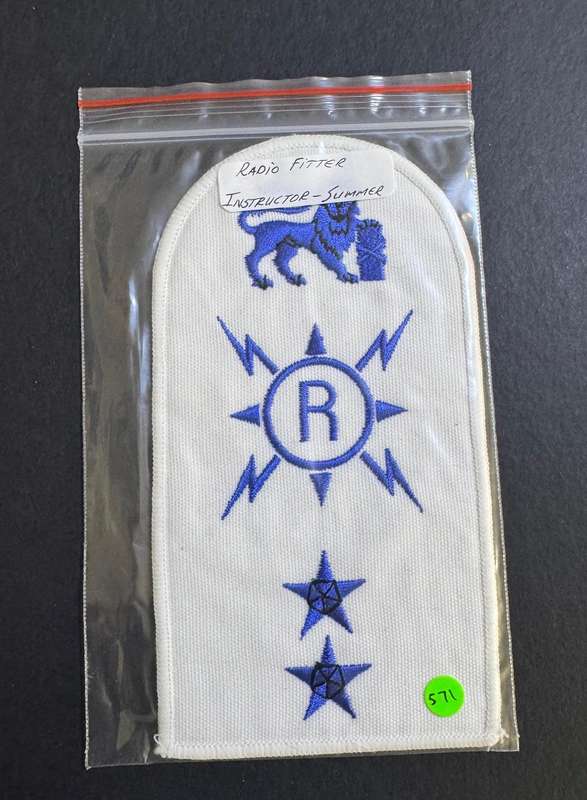 RADIO FITTER
INSTRUCTOR - SUMMER
R
571